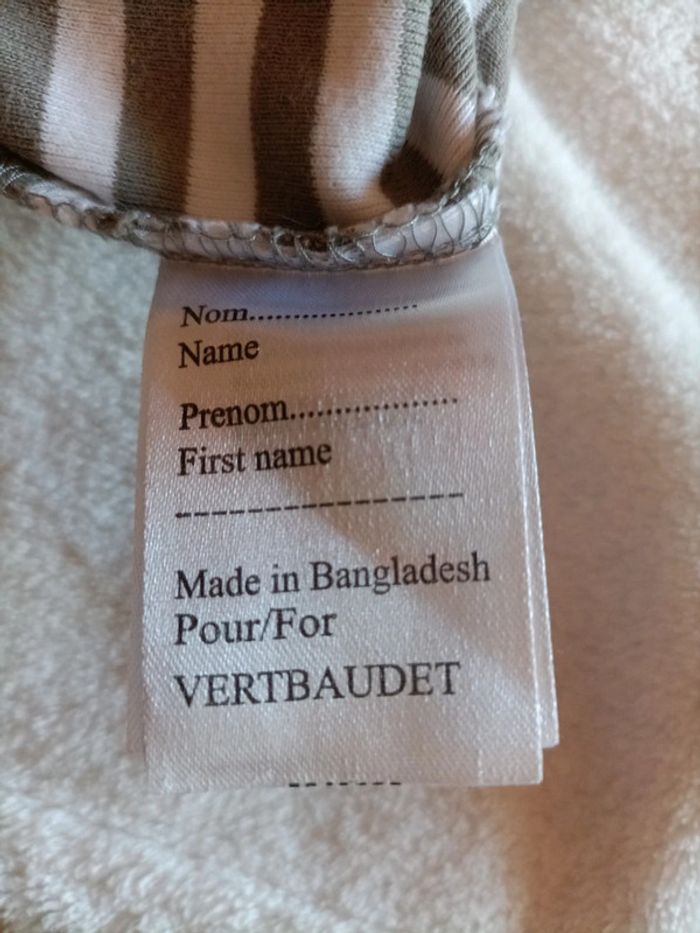 Nom...................
Name
Prenom...................
First name
-----------------
Made in Bangladesh
Pour/For
VERTBAUDET